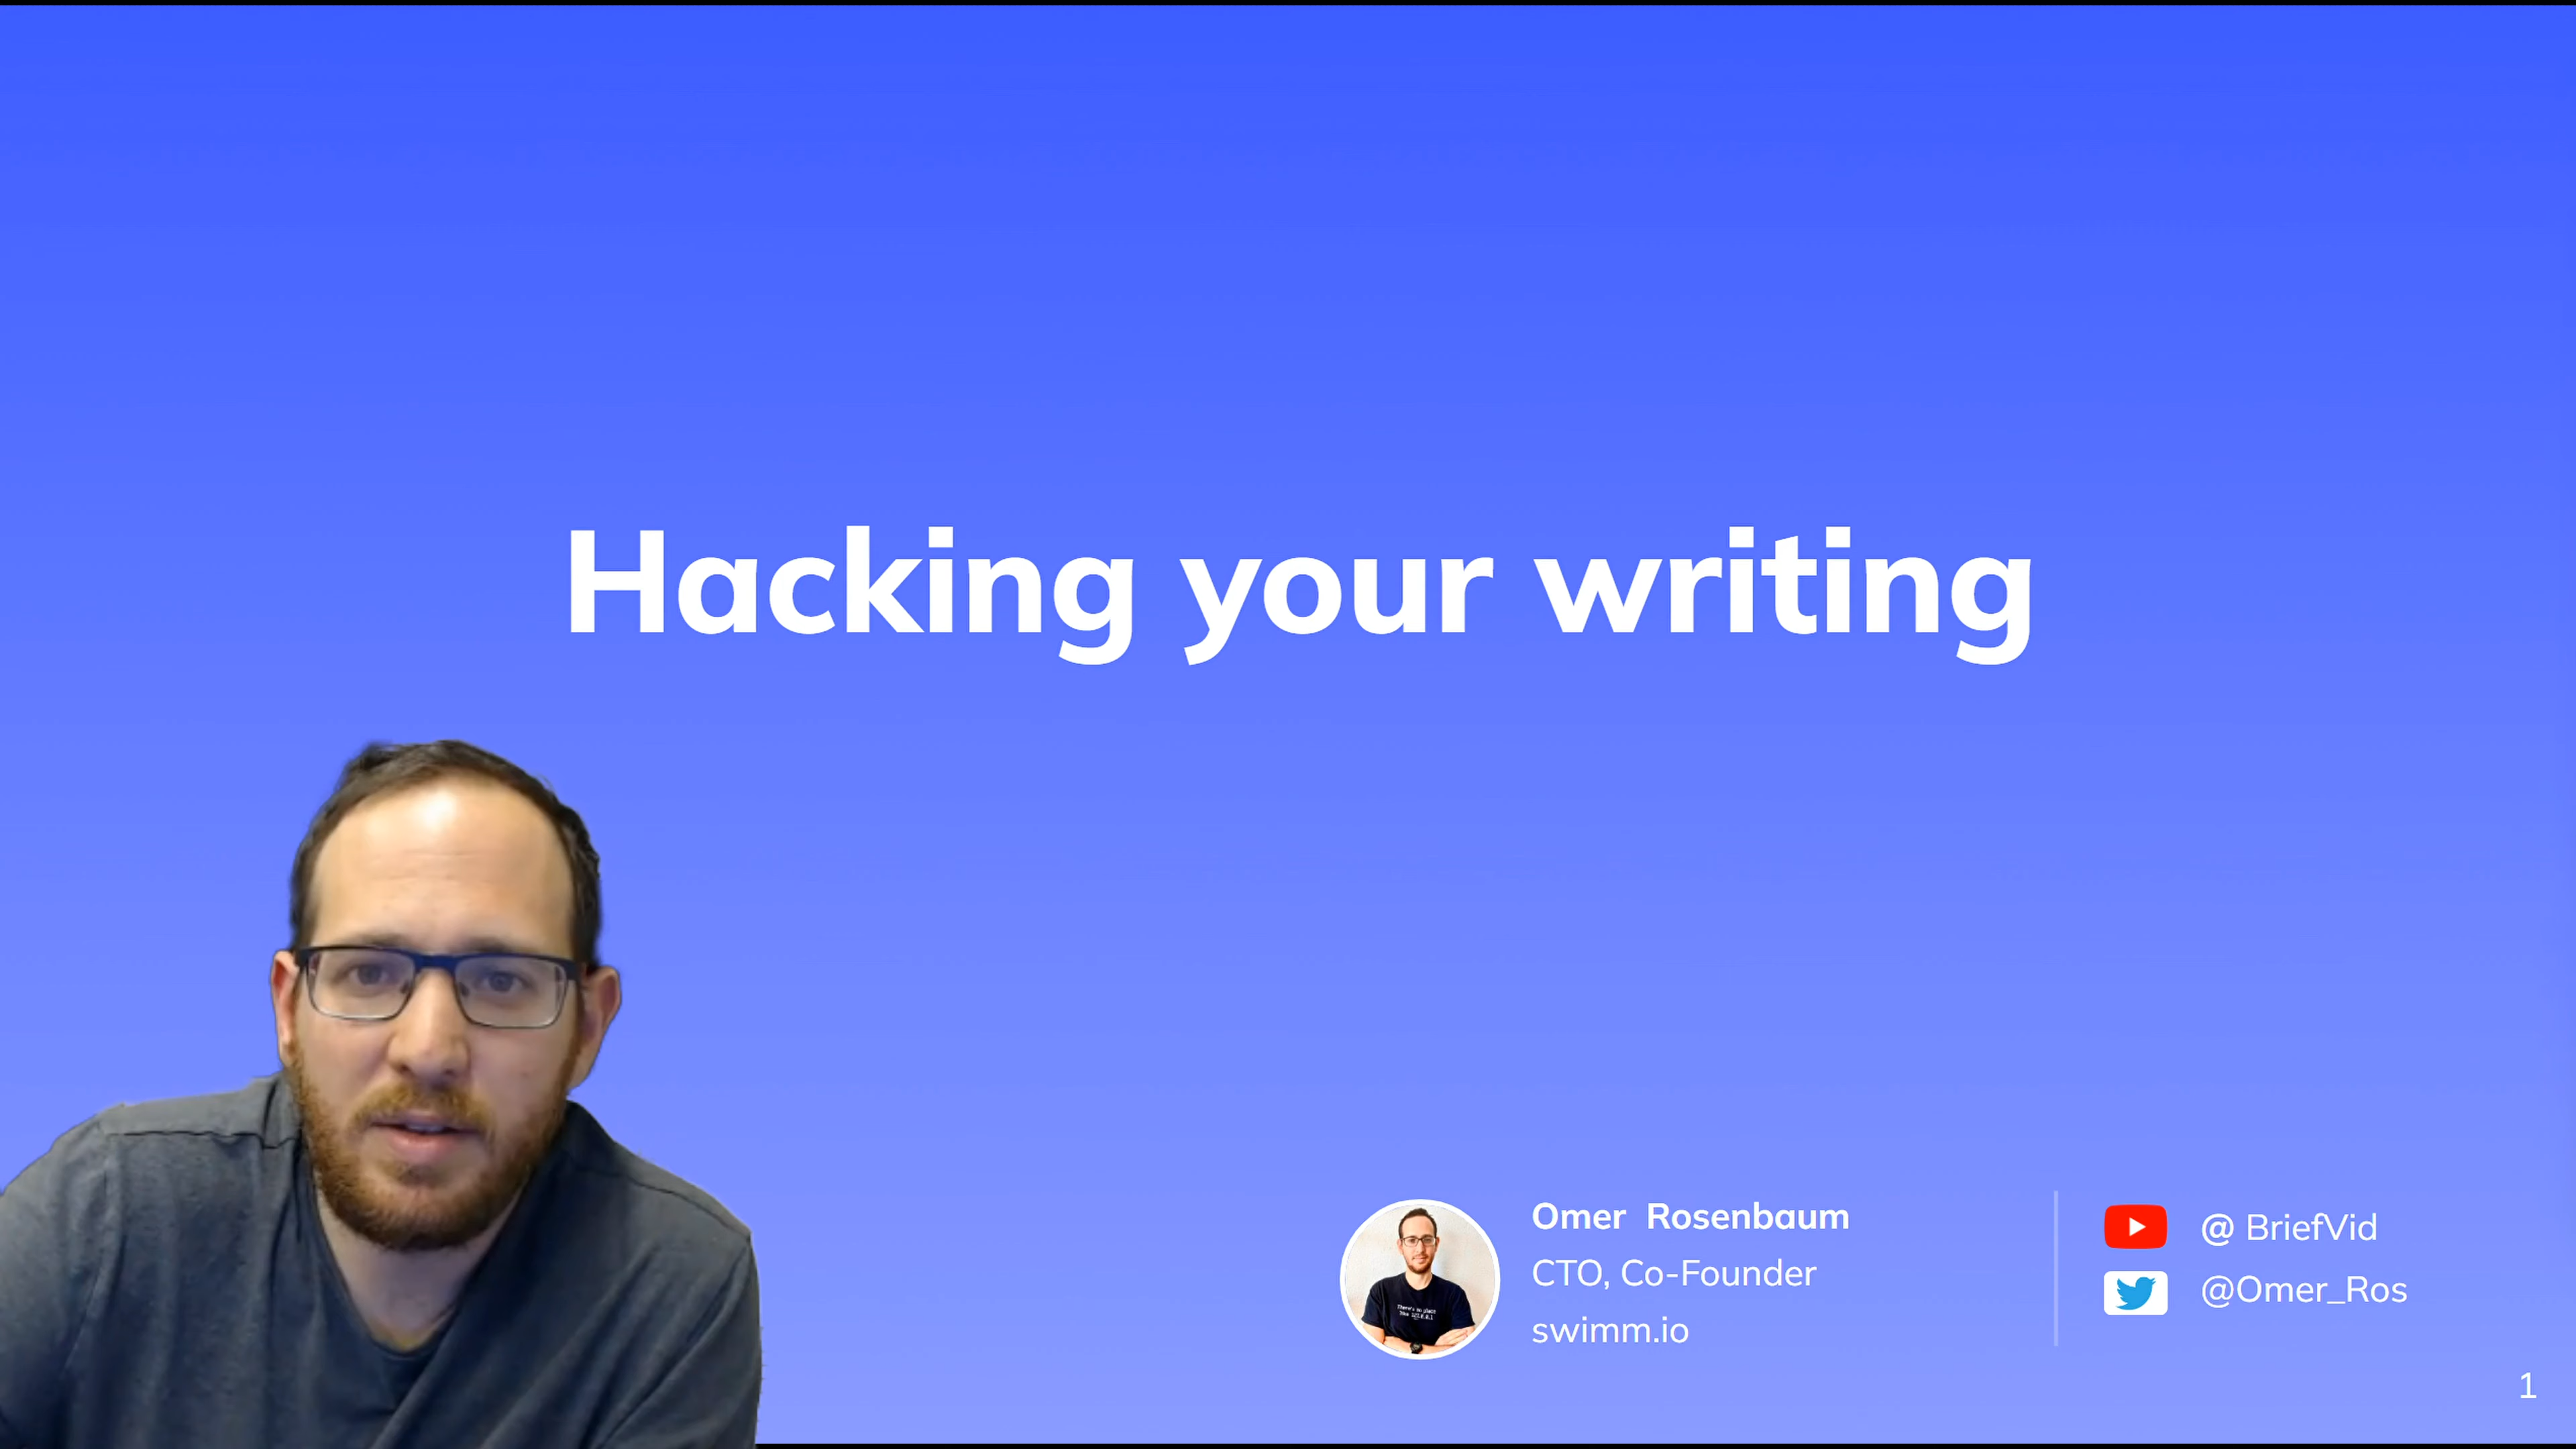 Hacking your writing
Omer Rosenbaum
CTO, Co-Founder
swimm.io
@ BriefVid
@Omer_Ros
1